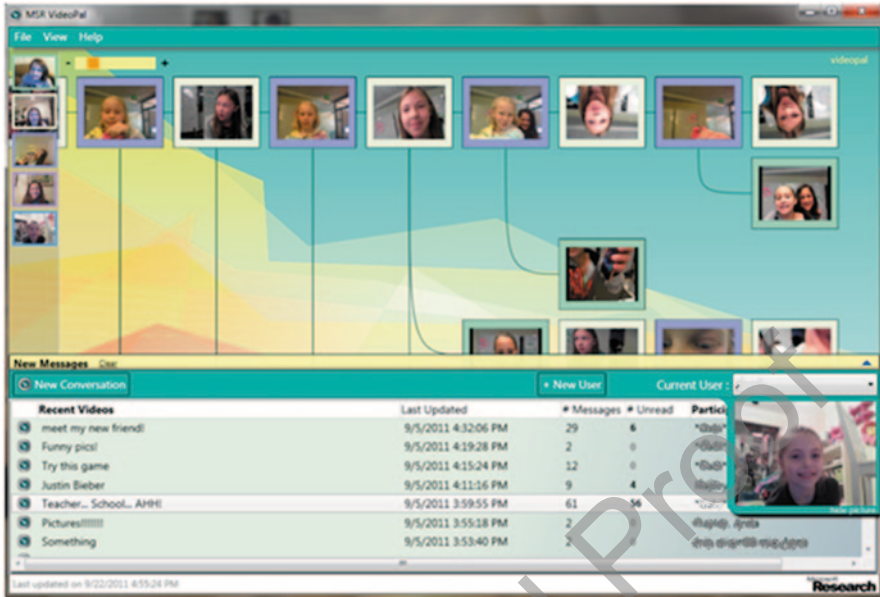 MSR VideoPal
File View Help
- +
videopal
New Messages Clear
New Conversation + New User Current User :
Recent Videos Last Updated # Messages # Unread Partici
meet my new friend! 9/5/2011 4:32:06 PM 29 6
Funny pics! 9/5/2011 4:19:28 PM 2 0
Try this game 9/5/2011 4:15:24 PM 12 0
Justin Bieber 9/5/2011 4:11:16 PM 9 4
Teacher... School... AHH! 9/5/2011 3:59:55 PM 61 56
Pictures!!!!!!! 9/5/2011 3:55:18 PM 2
Something 9/5/2011 3:53:40 PM 2
New picture
Last updated on 9/22/2011 4:55:24 PM
Microsoft
Research
Proof